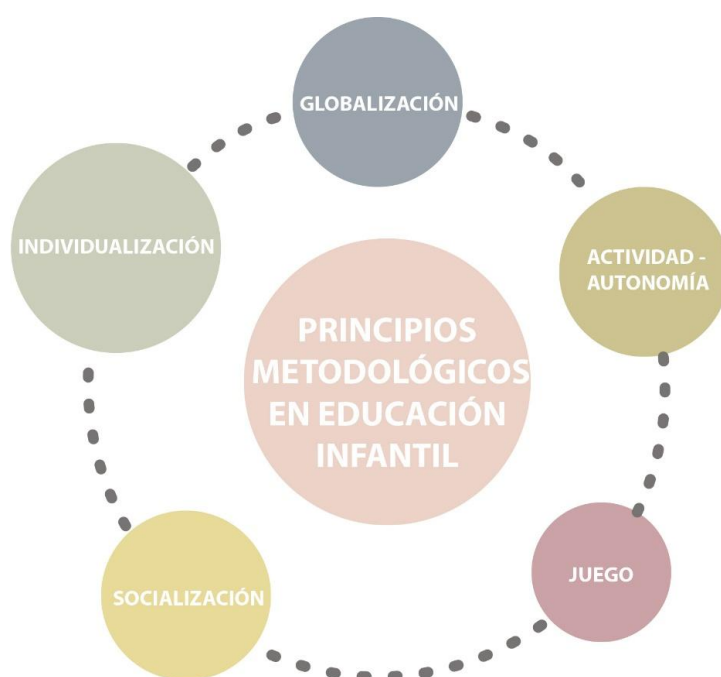 GLOBALIZACIÓN
INDIVIDUALIZACIÓN
ACTIVIDAD -
AUTONOMÍA
PRINCIPIOS
METODOLÓGICOS
EN EDUCACIÓN
INFANTIL
SOCIALIZACIÓN
JUEGO